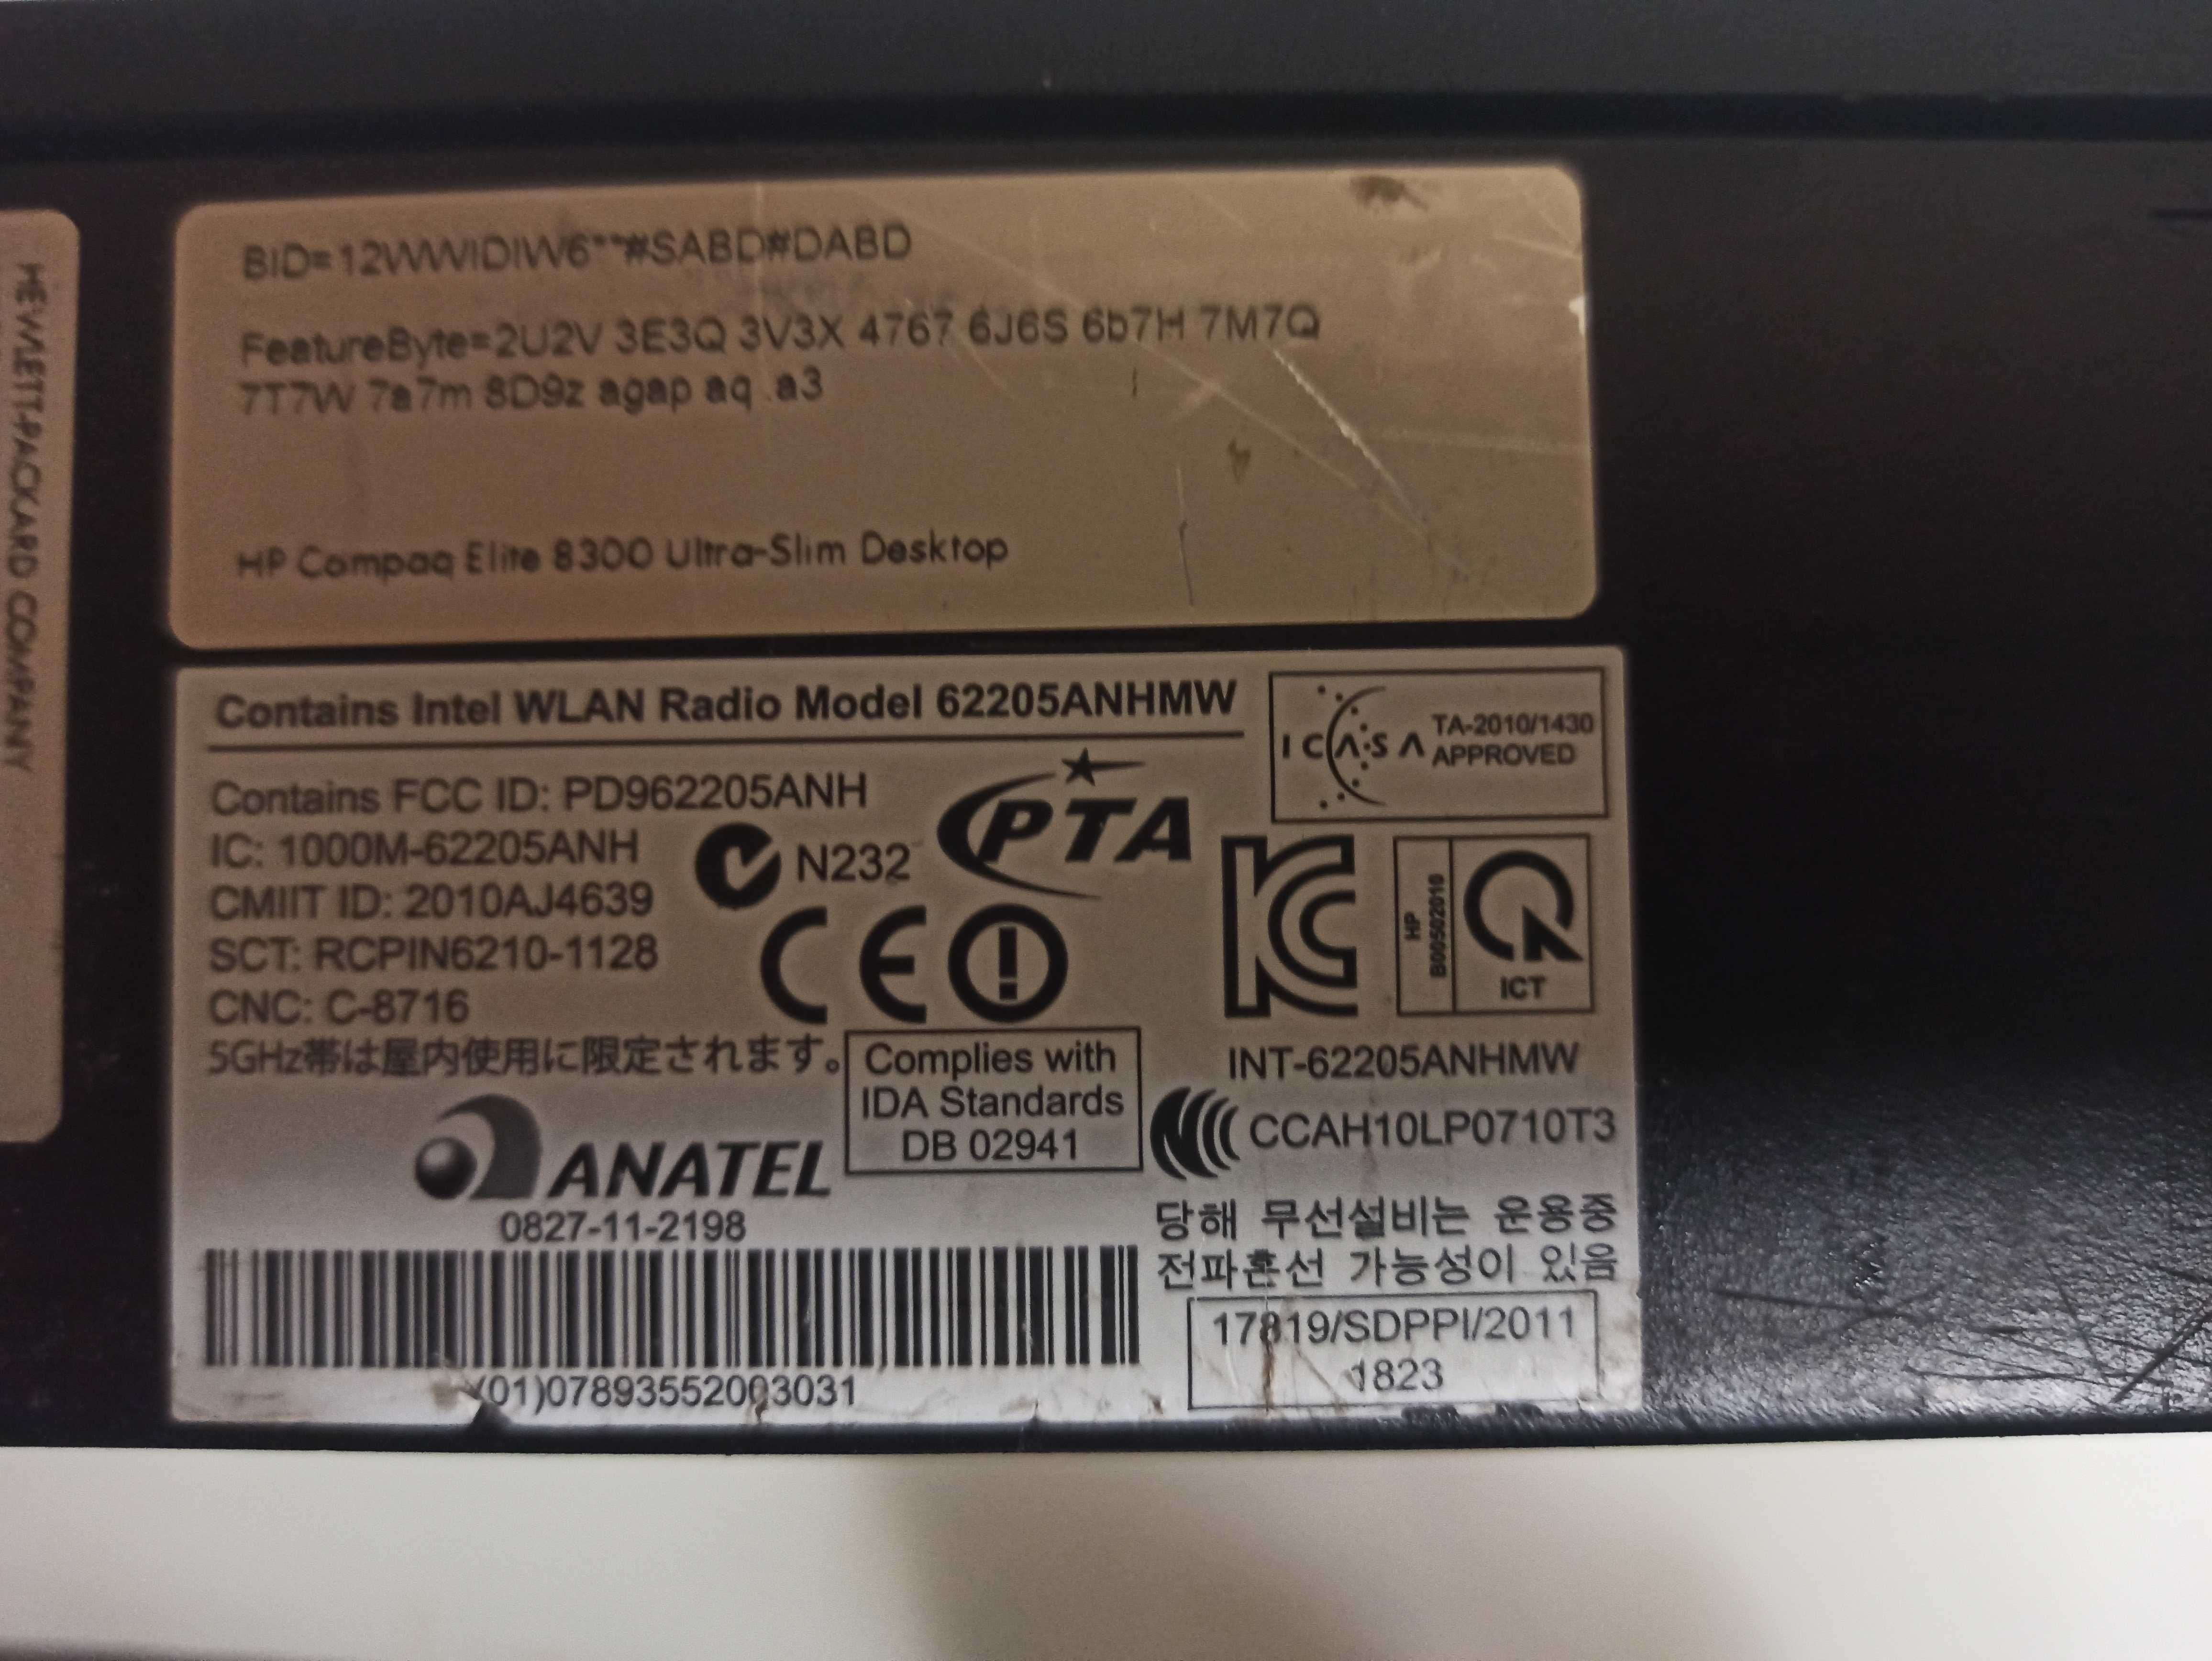 HEWLETT-PACKARD COMPANY
BID=12WWIDIW6**#SABD#DABD
FeatureByte=2U2V 3E3Q 3V3X 4767 6J6S 6b7H 7M7Q
7T7W 7a7m 8D9z agap aq .a3
HP Compaq Elite 8300 Ultra-Slim Desktop
Contains Intel WLAN Radio Model 62205ANHMW
ICASA
TA-2010/1430
APPROVED
Contains FCC ID: PD962205ANH
IC: 1000M-62205ANH
CMIIT ID: 2010AJ4639
SCT: RCPIN6210-1128
CNC: C-8716
N232
PTA
CE
HP
B00502010
ICT
5GHz帯は屋内使用に限定されます。
Complies with
IDA Standards
DB 02941
INT-62205ANHMW
CCAH10LP0710T3
ANATEL
0827-11-2198
(01)07893552003031
당해 무선설비는 운용중
전파혼선 가능성이 있음
17819/SDPPI/2011
1823